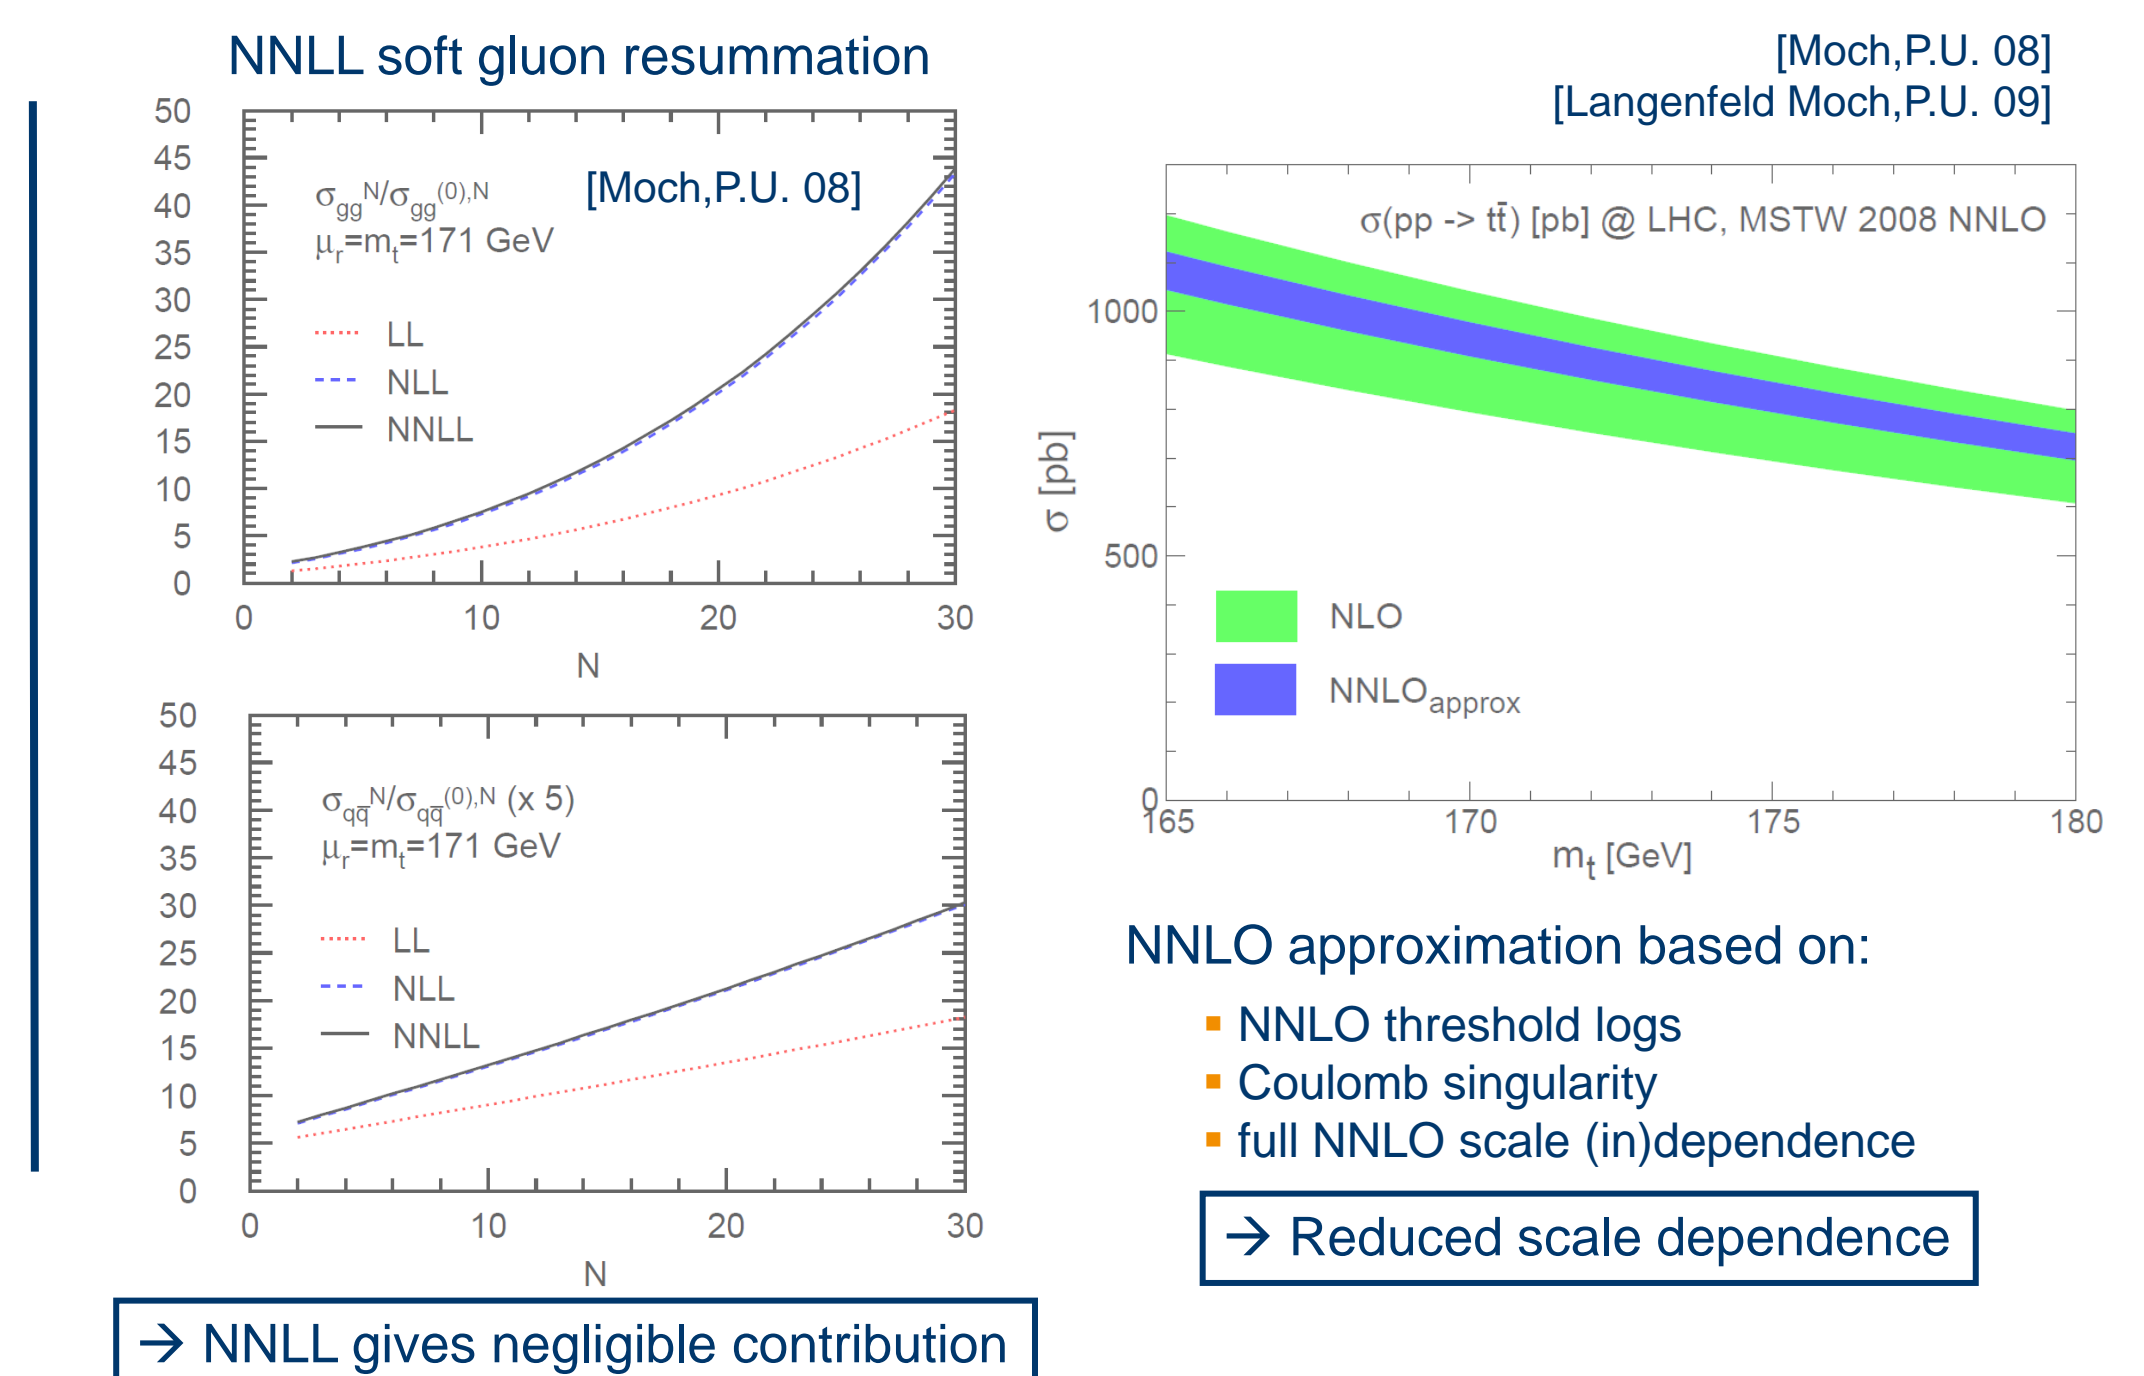 NNLL soft gluon resummation
[Moch,P.U. 08]
[Langenfeld Moch,P.U. 09]
50
45
40
35
30
25
20
15
10
5
0
σgg^N/σgg^(0),N
μr=mt=171 GeV
[Moch,P.U. 08]
LL
NLL
NNLL
0 10 20 30
N
50
45
40
35
30
25
20
15
10
5
0
σqq̅^N/σqq̅^(0),N (x 5)
μr=mt=171 GeV
LL
NLL
NNLL
0 10 20 30
N
→ NNLL gives negligible contribution
σ(pp -> tt̄) [pb] @ LHC, MSTW 2008 NNLO
σ [pb]
1000
500
0
NLO
NNLOapprox
165 170 175 180
mt [GeV]
NNLO approximation based on:
▪ NNLO threshold logs
▪ Coulomb singularity
▪ full NNLO scale (in)dependence
→ Reduced scale dependence